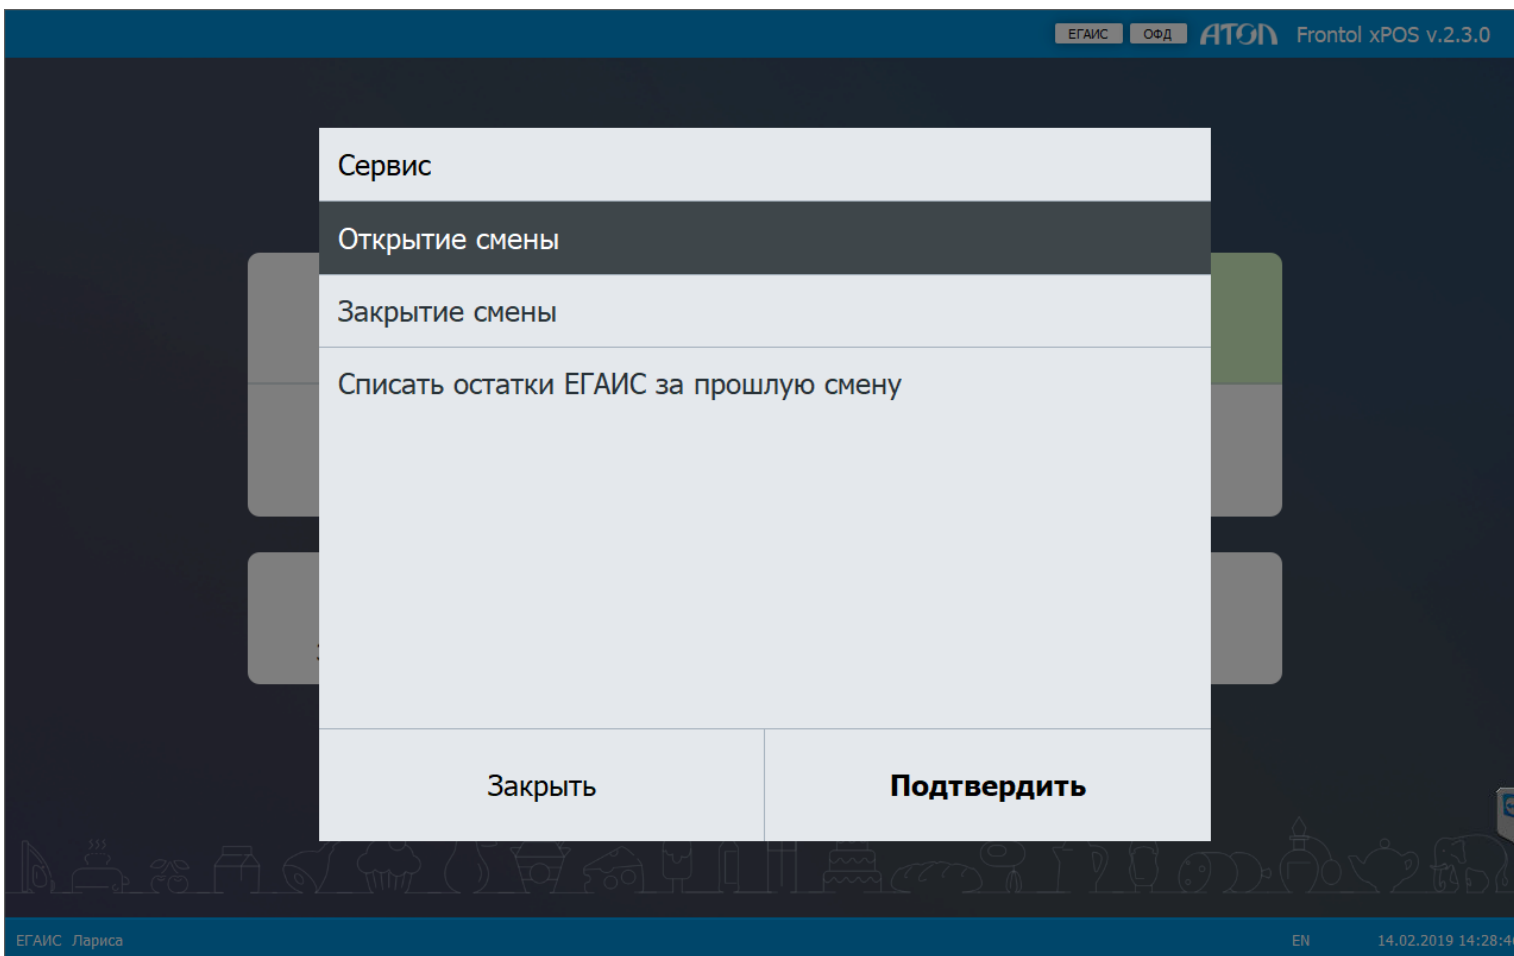 ЕГАИС ОФД АТОЛ Frontol xPOS v.2.3.0
Сервис
Открытие смены
Закрытие смены
Списать остатки ЕГАИС за прошлую смену
Закрыть Подтвердить
ЕГАИС Лариса EN 14.02.2019 14:28:4